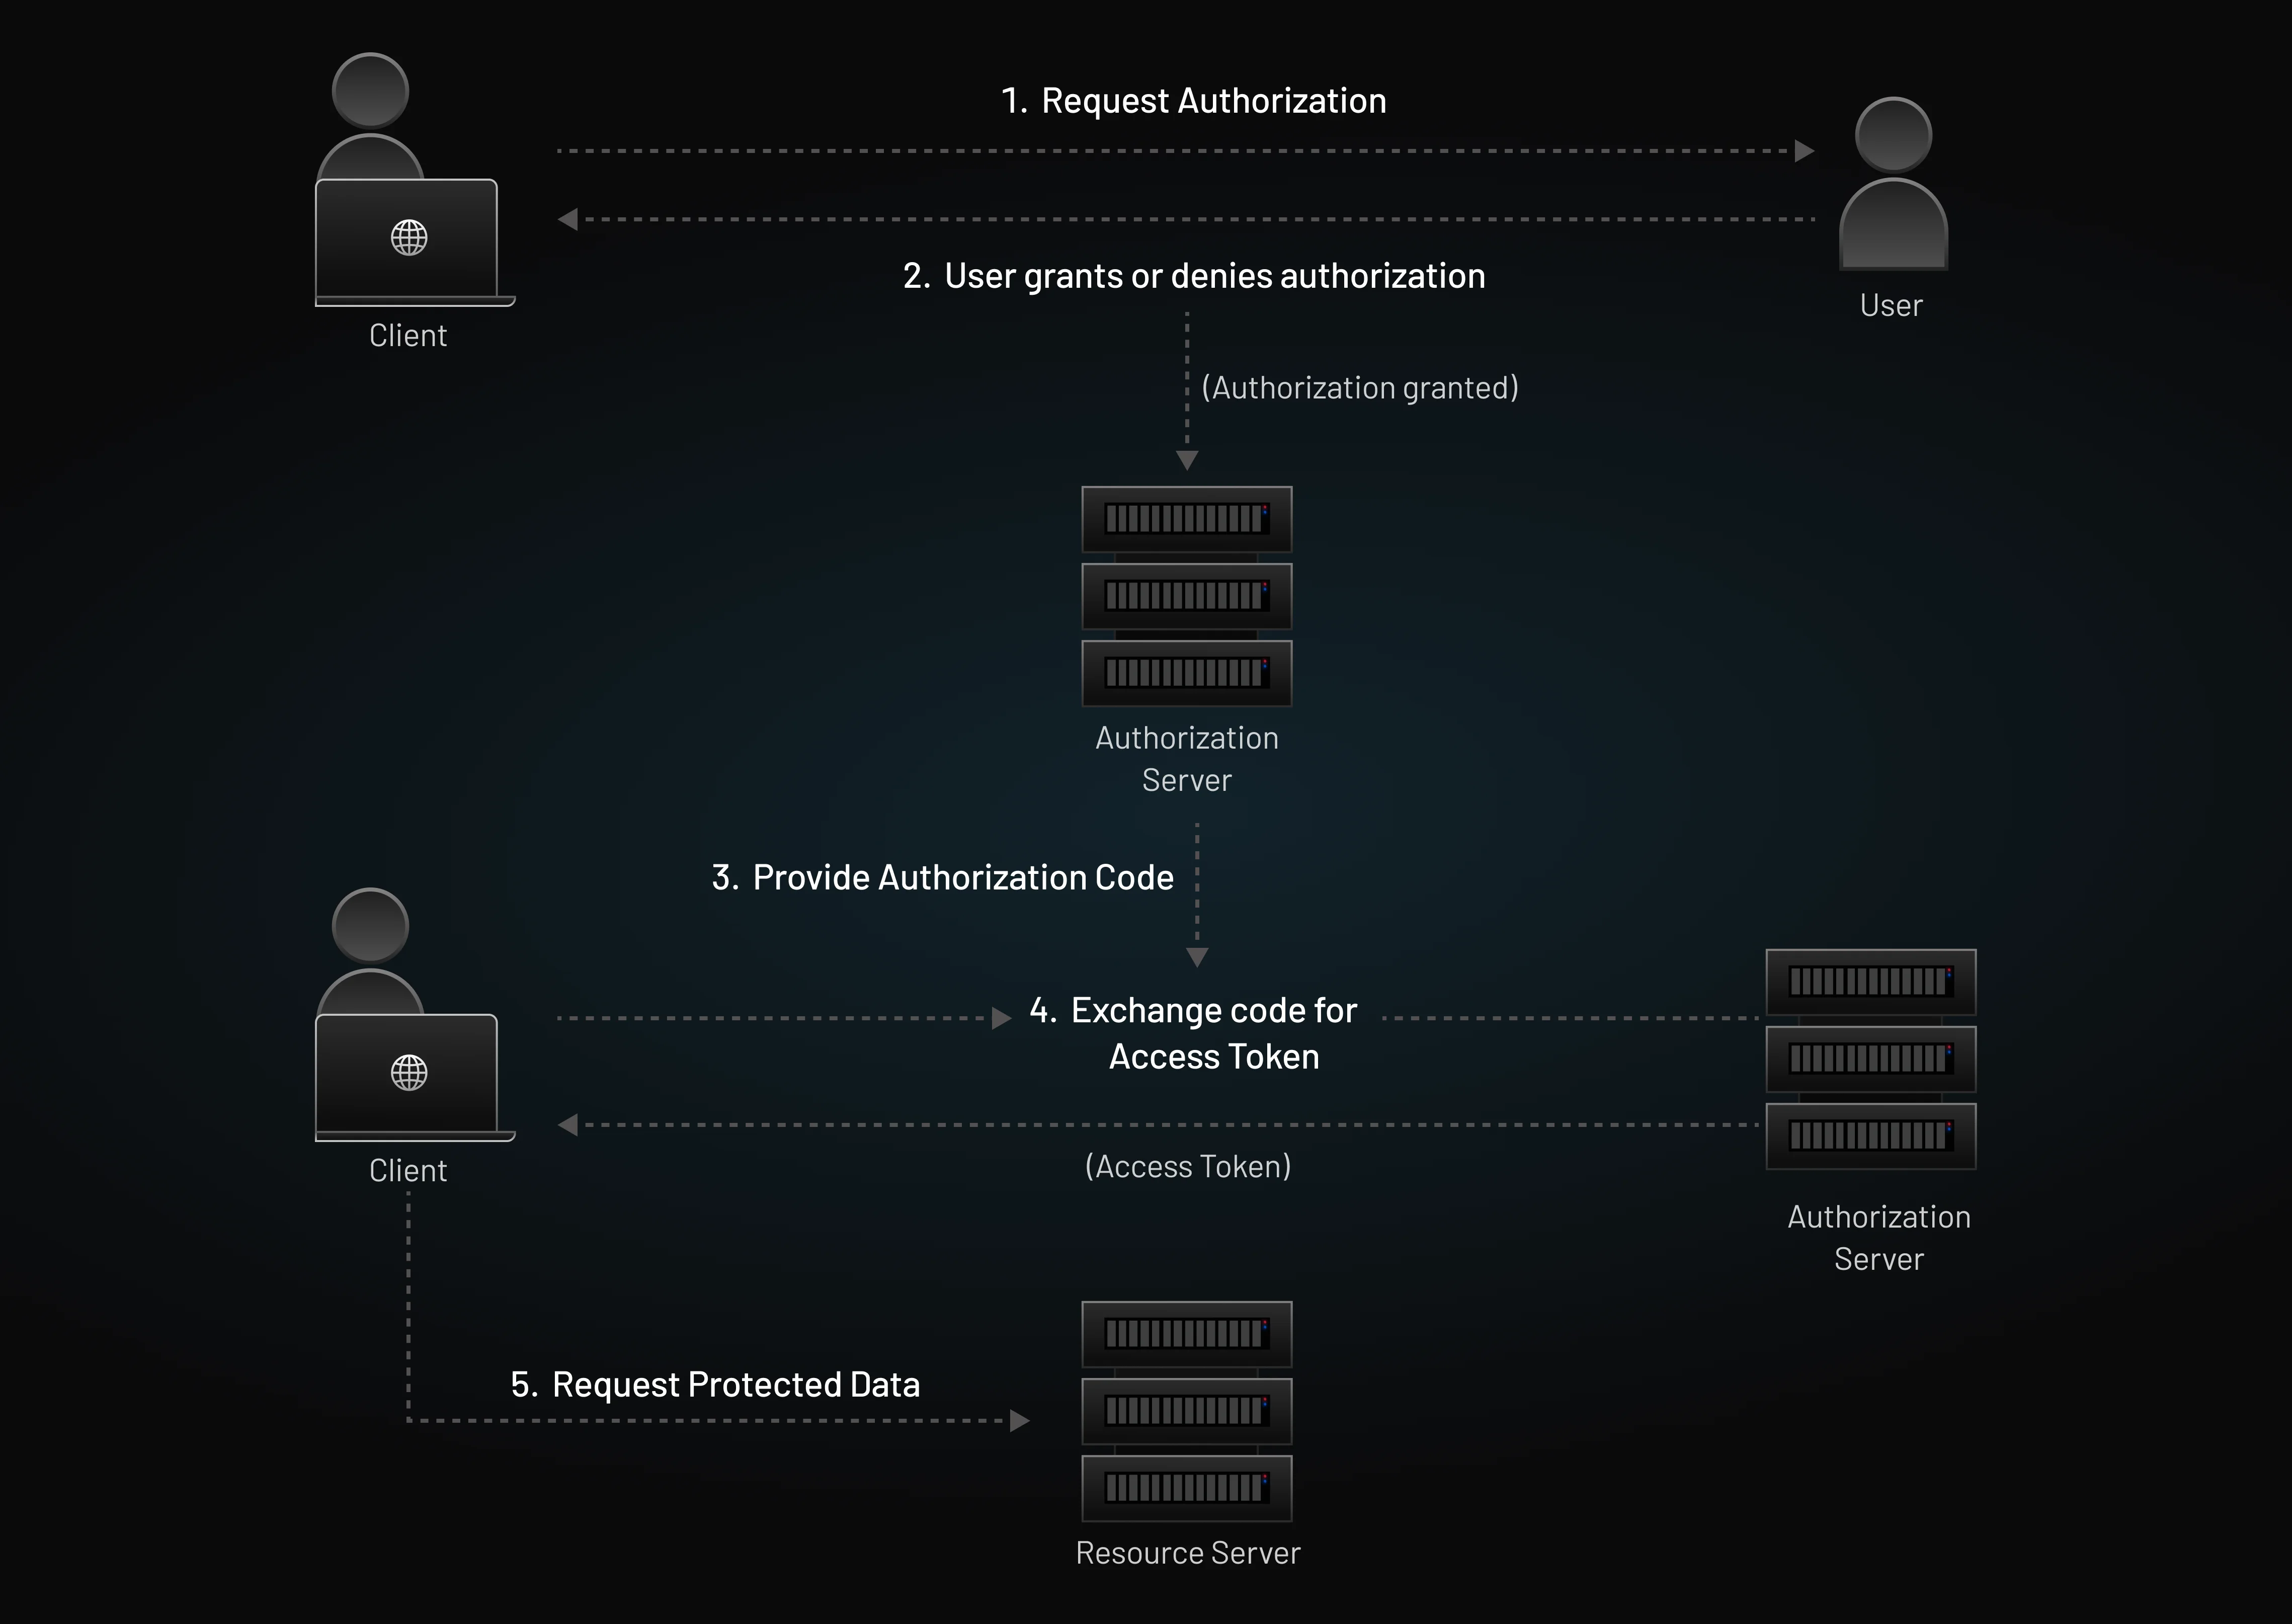 1. Request Authorization
2. User grants or denies authorization
Client
User
(Authorization granted)
Authorization
Server
3. Provide Authorization Code
4. Exchange code for
Access Token
(Access Token)
Client
Authorization
Server
5. Request Protected Data
Resource Server